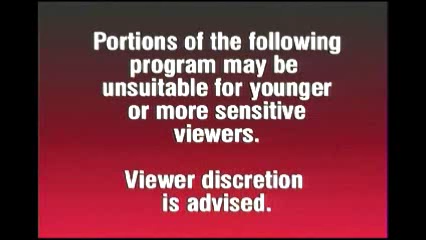 Portions of the following
program may be
unsuitable for younger
or more sensitive
viewers.
Viewer discretion
is advised.